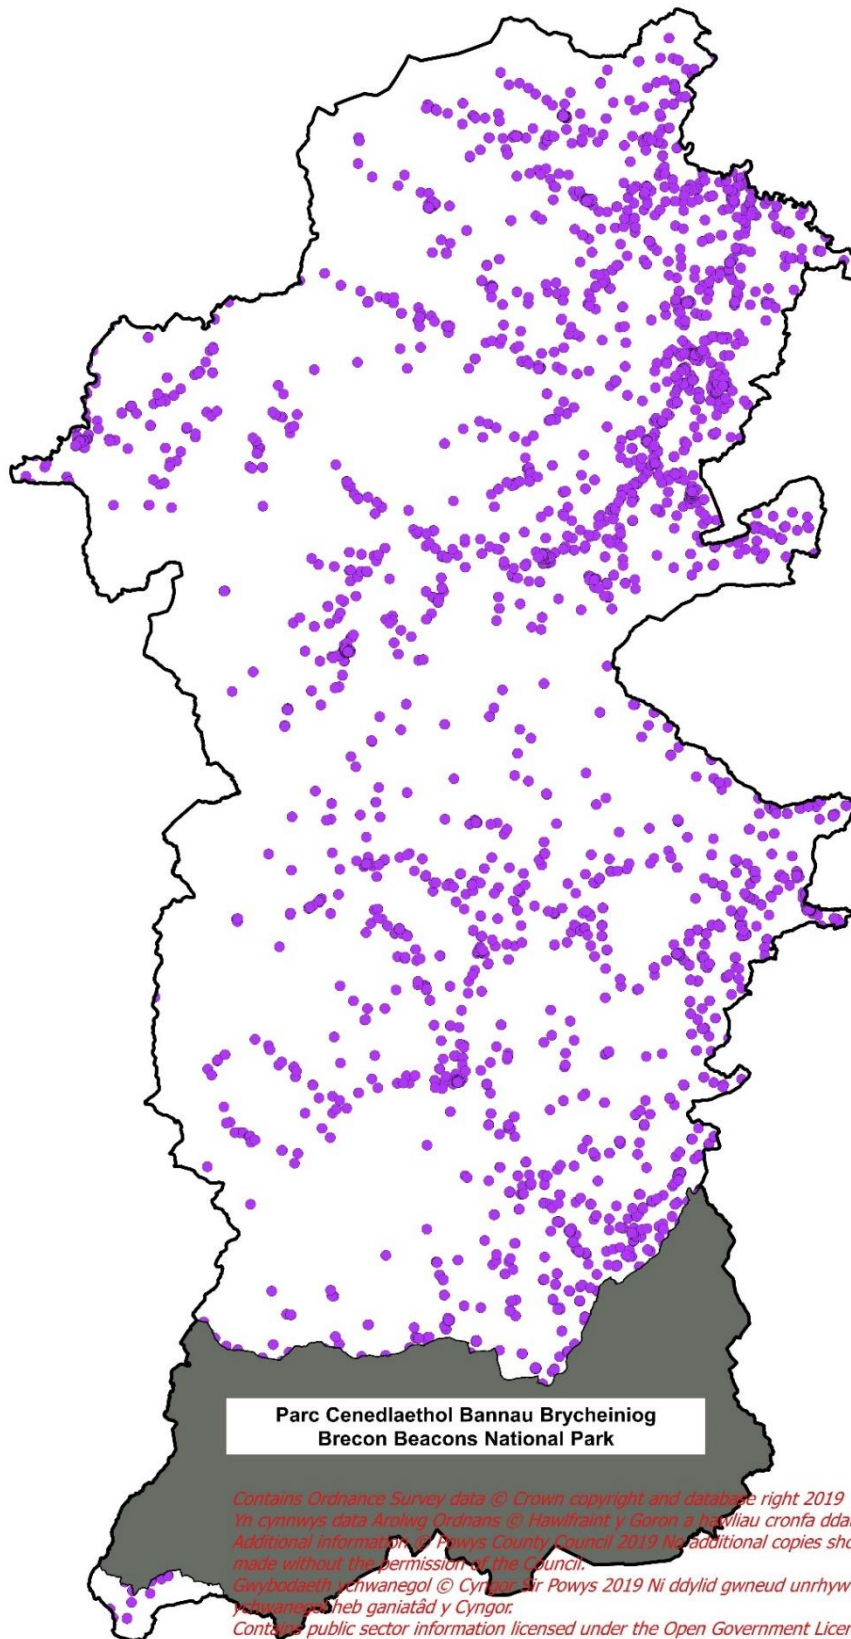 Parc Cenedlaethol Bannau Brycheiniog
Brecon Beacons National Park
Contains Ordnance Survey data © Crown copyright and database right 2019
Yn cynnwys data Arolwg Ordnans © Hawlfraint y Goron a hawliau cronfa
Additional information © Powys County Council 2019 No additional copies
made without the permission of the Council.
Gwybodaeth ychwanegol © Cyngor Sir Powys 2019 Ni ddylid gwneud unrhyw
ychwanegol heb ganiatâd y Cyngor.
Contains public sector information licensed under the Open Government